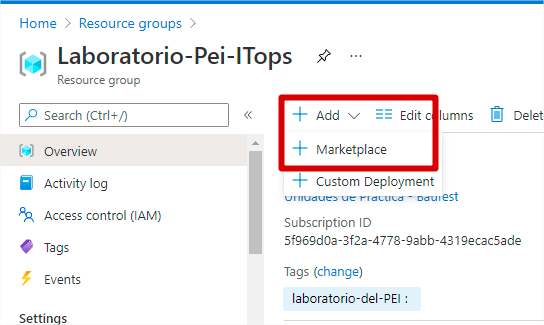 Home > Resource groups >
Laboratorio-Pei-ITops
Resource group
Search (Ctrl+/)
Add
Edit columns
Delet
Overview
Marketplace
Activity log
Custom Deployment
Unidades de Practica - Baufest
Access control (IAM)
Subscription ID
5f969d0a-3f2a-4778-9abb-4319ecac5ade
Tags
Tags (change)
Events
laboratorio-del-PEI :
Settings